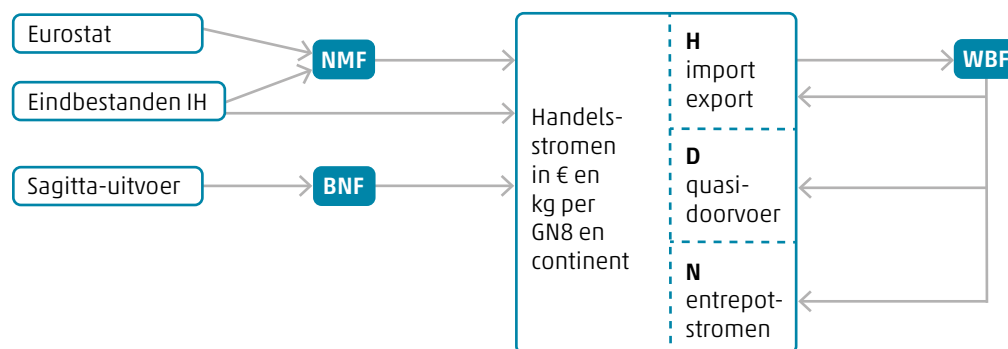 Eurostat
NMF
Eindbestanden IH
Sagitta-uitvoer
BNF
Handels-
stromen
in € en
kg per
GN8 en
continent
H
import
export
D
quasi-
doorvoer
N
entrepot-
stromen
WBF